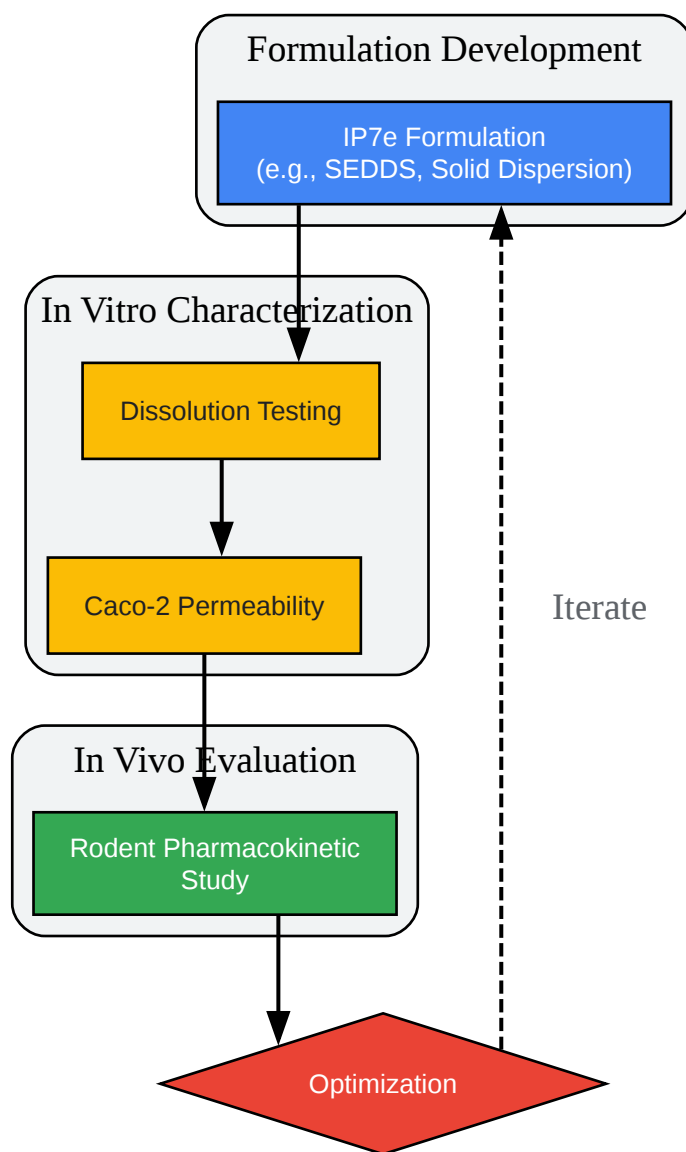 Formulation Development
IP7e Formulation
(e.g., SEDDS, Solid Dispersion)
In Vitro Characterization
Dissolution Testing
Caco-2 Permeability
Iterate
In Vivo Evaluation
Rodent Pharmacokinetic
Study
Optimization